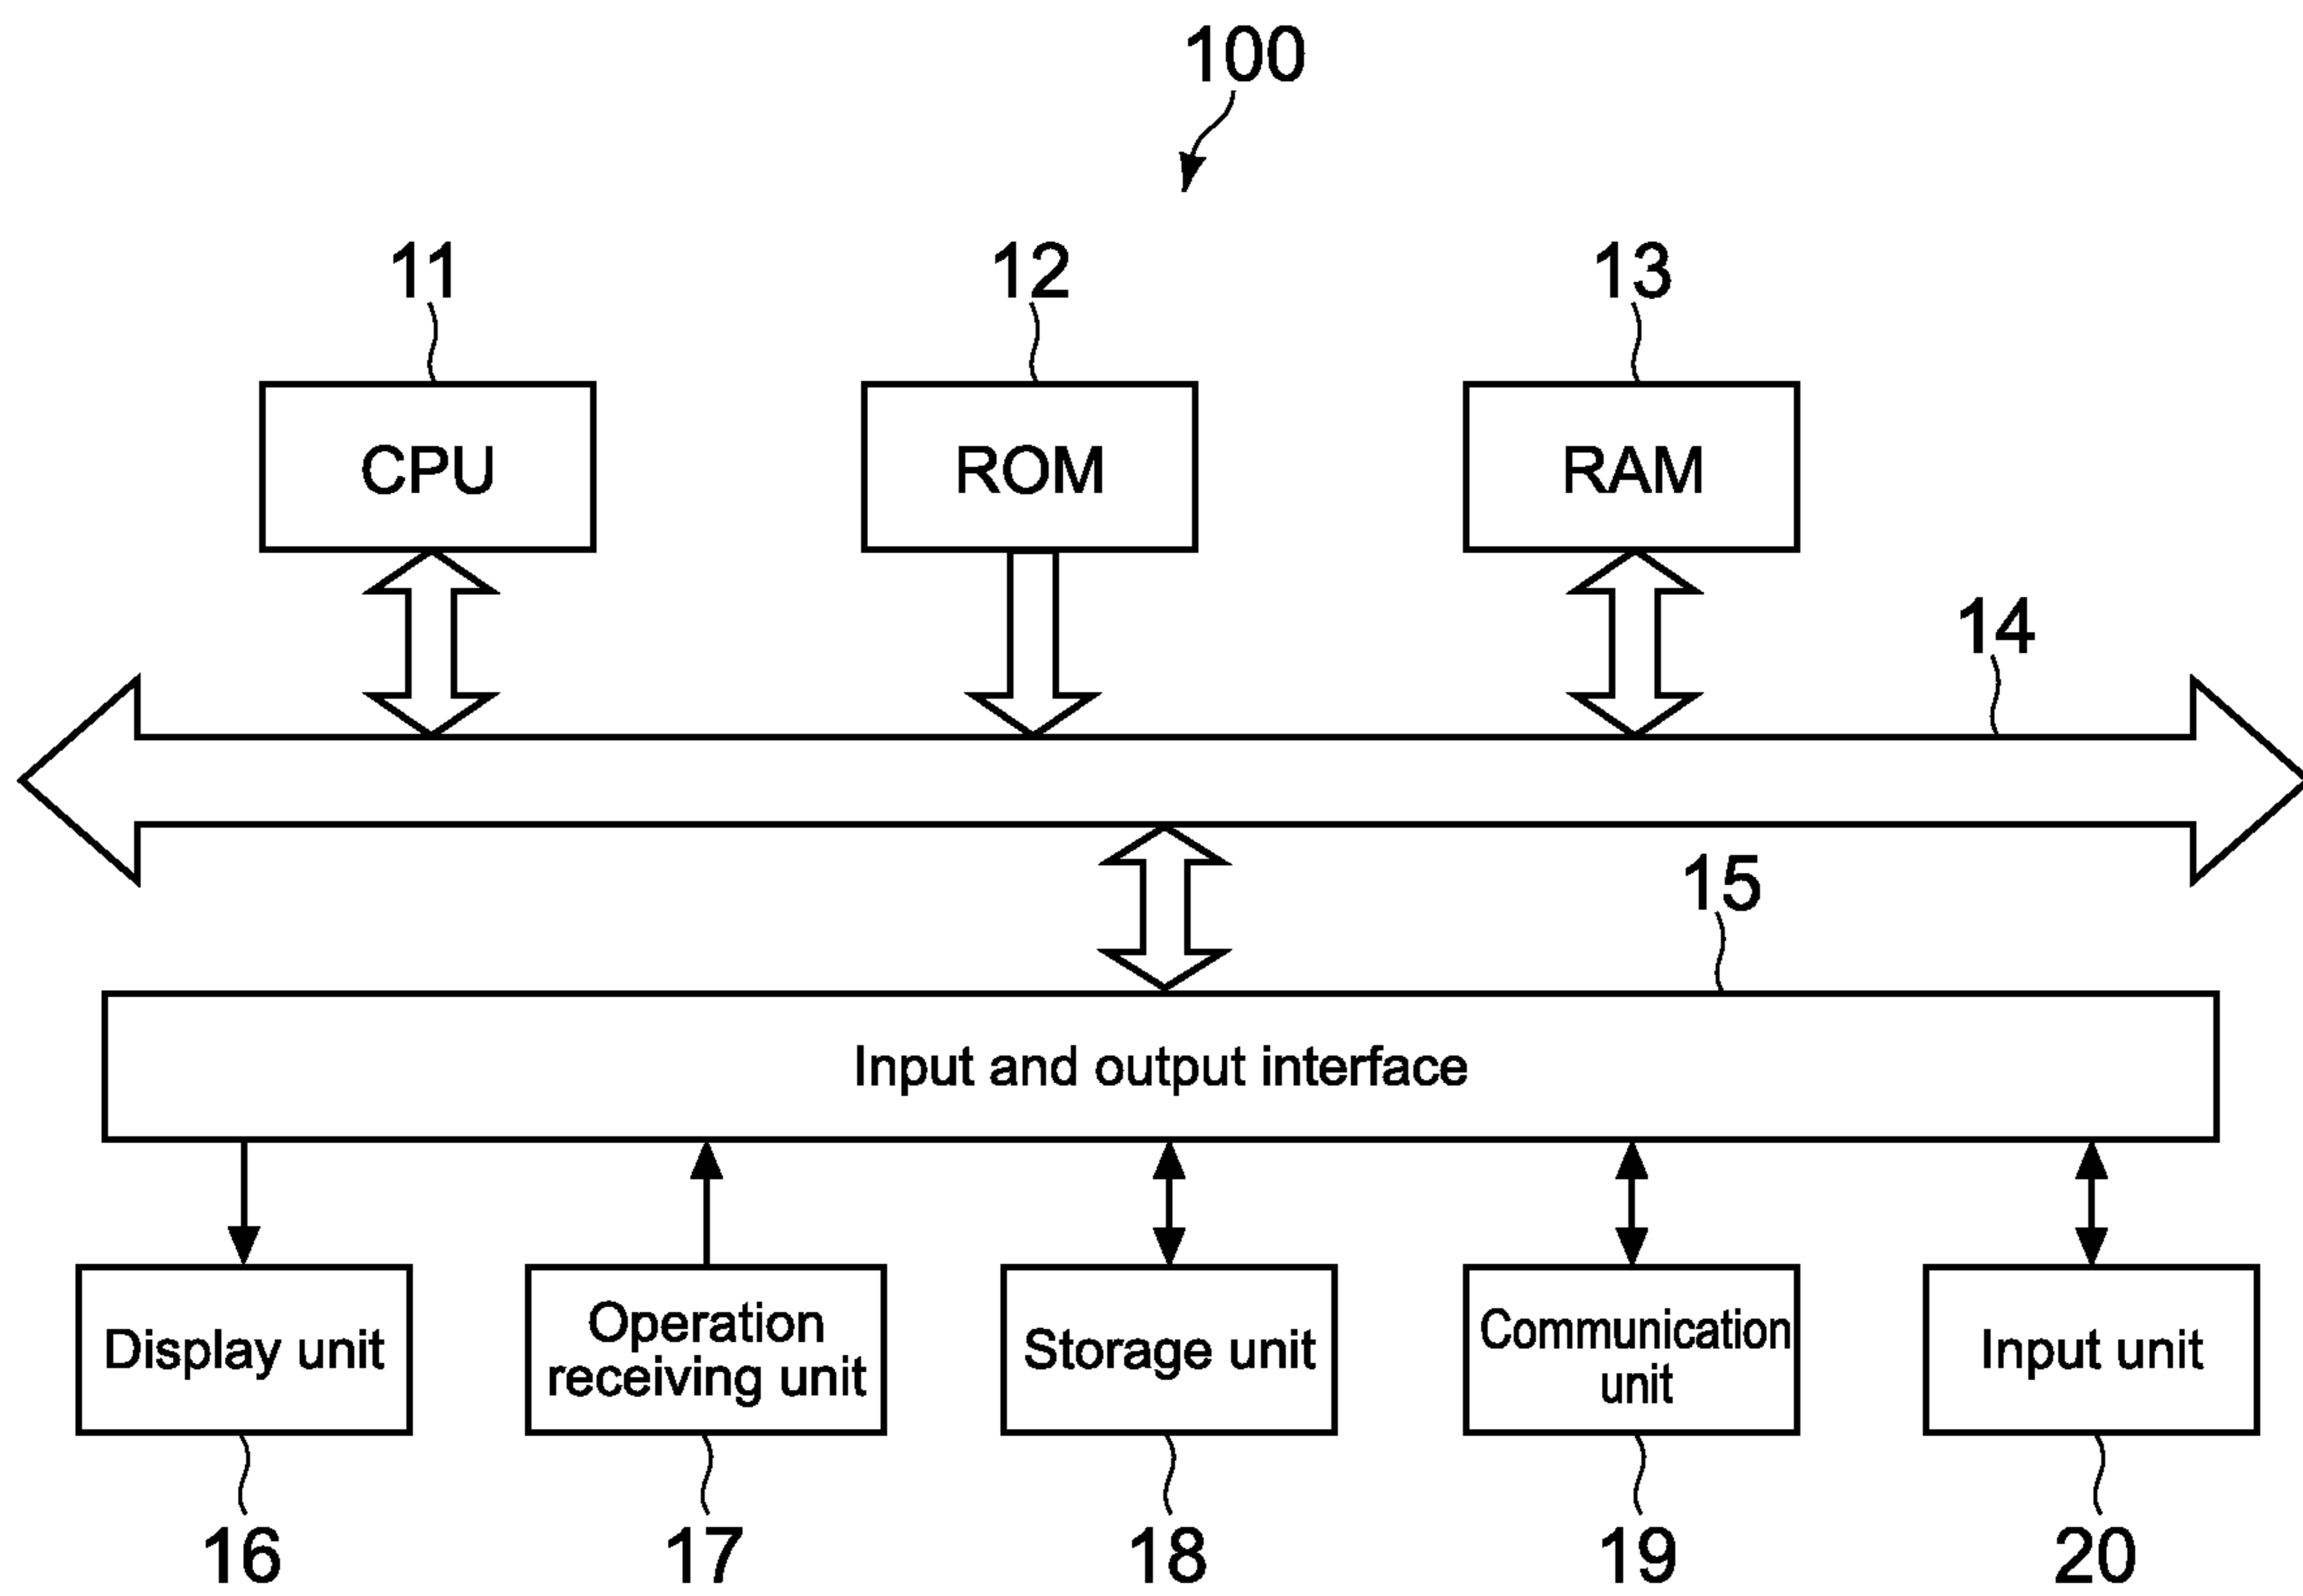 100
11
12
13
CPU
ROM
RAM
14
15
Input and output interface
Display unit
Operation
receiving unit
Storage unit
Communication
unit
Input unit
16
17
18
19
20